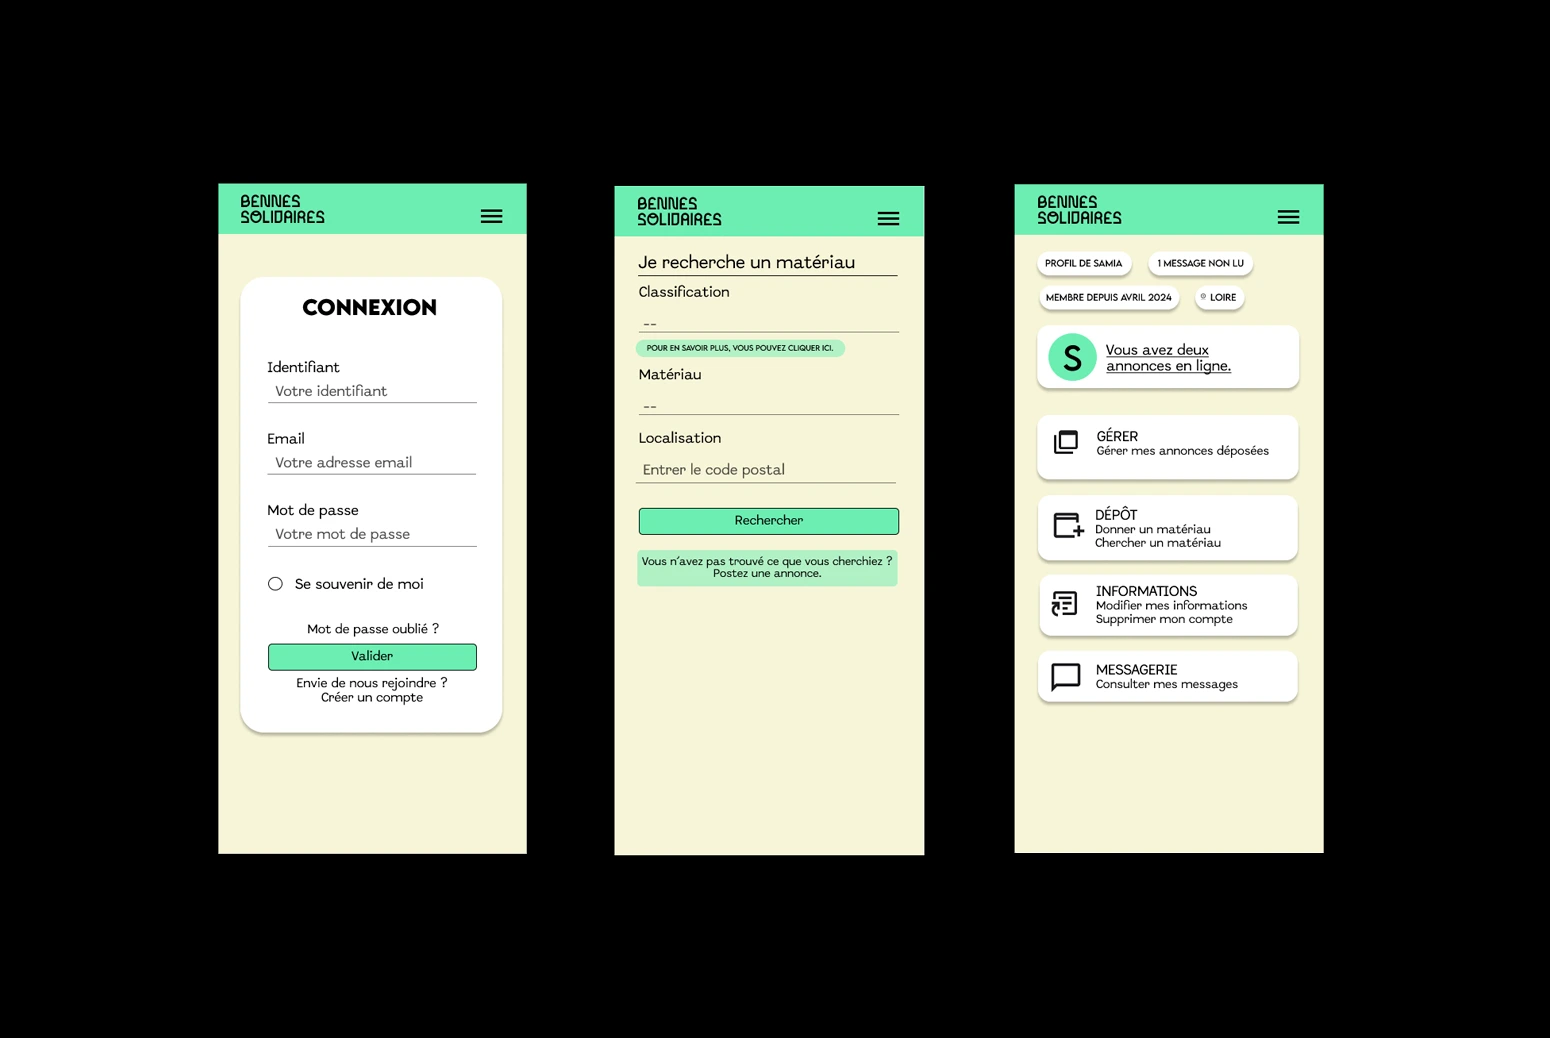 BENNES
SOLIDAIRES
CONNEXION
Identifiant
Votre identifiant
Email
Votre adresse email
Mot de passe
Votre mot de passe
Se souvenir de moi
Mot de passe oublié ?
Valider
Envie de nous rejoindre ?
Créer un compte
BENNES
SOLIDAIRES
Je recherche un matériau
Classification
--
POUR EN SAVOIR PLUS, VOUS POUVEZ CLIQUER ICI.
Matériau
--
Localisation
Entrer le code postal
Rechercher
Vous n'avez pas trouvé ce que vous cherchiez ?
Postez une annonce.
BENNES
SOLIDAIRES
PROFIL DE SAMIA
1 MESSAGE NON LU
MEMBRE DEPUIS AVRIL 2024
LOIRE
S
Vous avez deux
annonces en ligne.
GÉRER
Gérer mes annonces déposées
DÉPÔT
Donner un matériau
Chercher un matériau
INFORMATIONS
Modifier mes informations
Supprimer mon compte
MESSAGERIE
Consulter mes messages